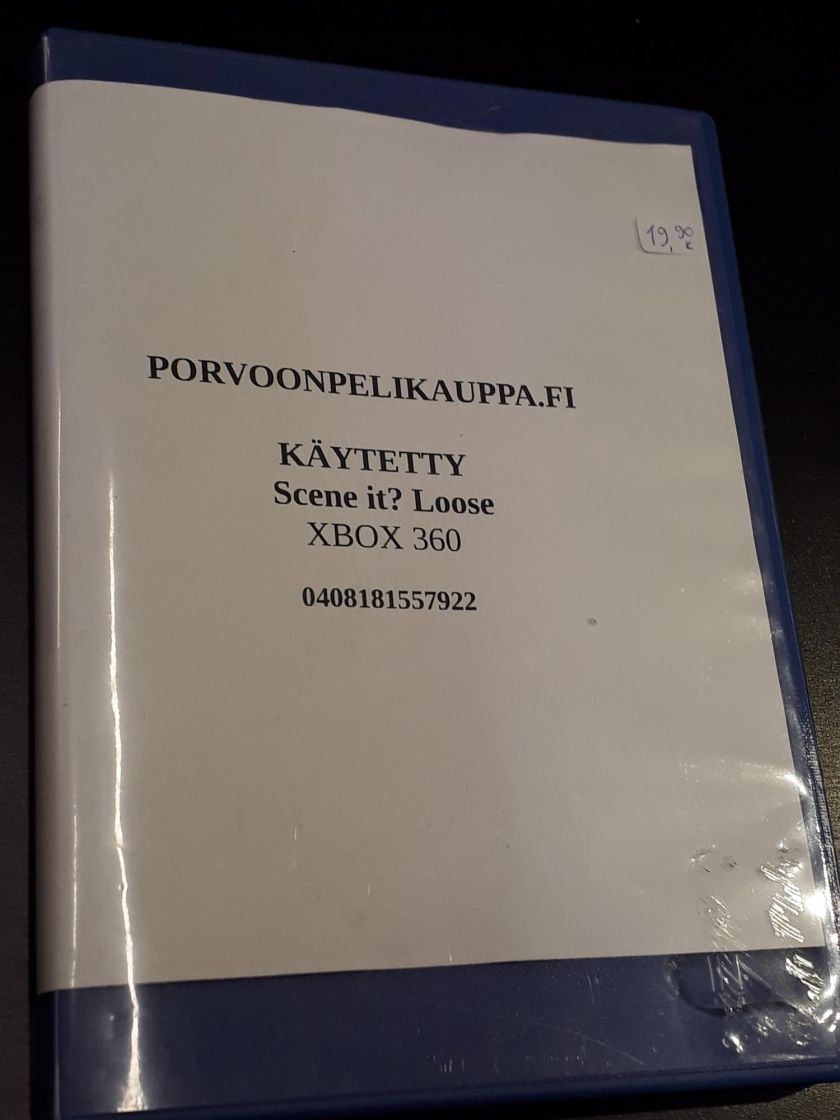 19,90 €
PORVOONPELIKAUPPA.FI
KÄYTETTY
Scene it? Loose
XBOX 360
0408181557922